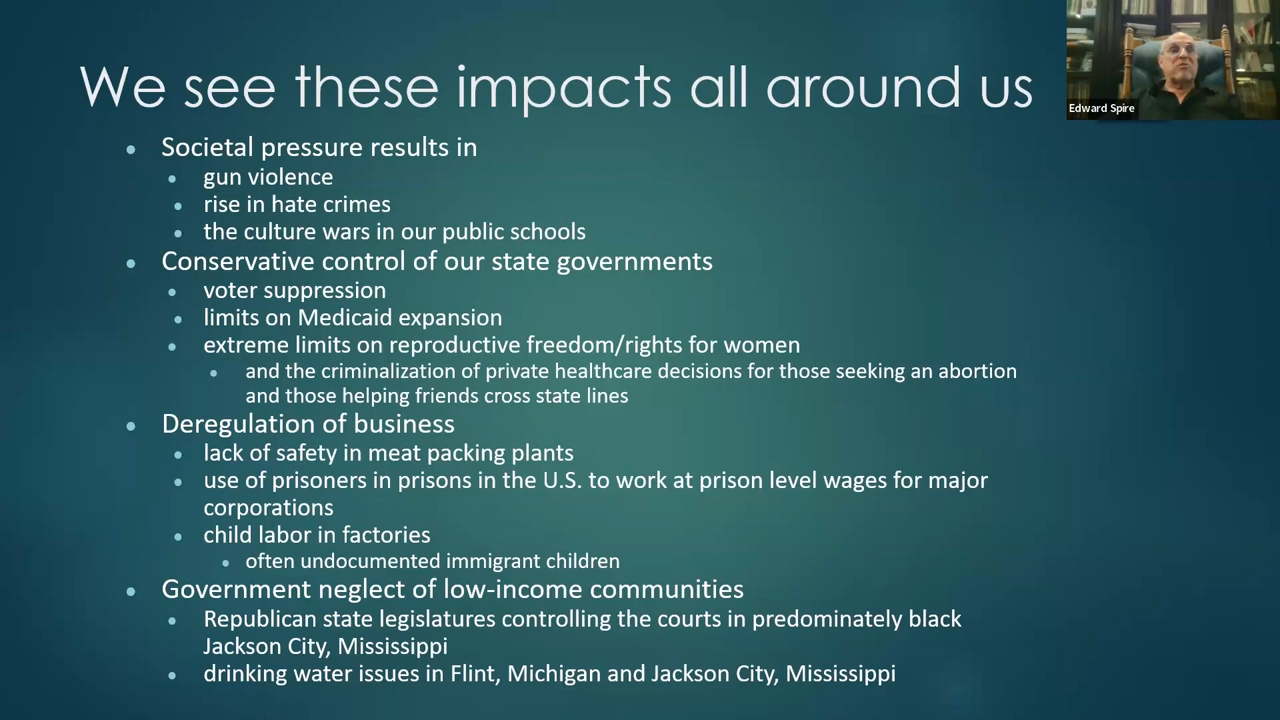 We see these impacts all around us
Edward Spire
Societal pressure results in
gun violence
rise in hate crimes
the culture wars in our public schools
Conservative control of our state governments
voter suppression
limits on Medicaid expansion
extreme limits on reproductive freedom/rights for women
and the criminalization of private healthcare decisions for those seeking an abortion
and those helping friends cross state lines
Deregulation of business
lack of safety in meat packing plants
use of prisoners in prisons in the U.S. to work at prison level wages for major
corporations
child labor in factories
often undocumented immigrant children
Government neglect of low-income communities
Republican state legislatures controlling the courts in predominately black
Jackson City, Mississippi
drinking water issues in Flint, Michigan and Jackson City, Mississippi